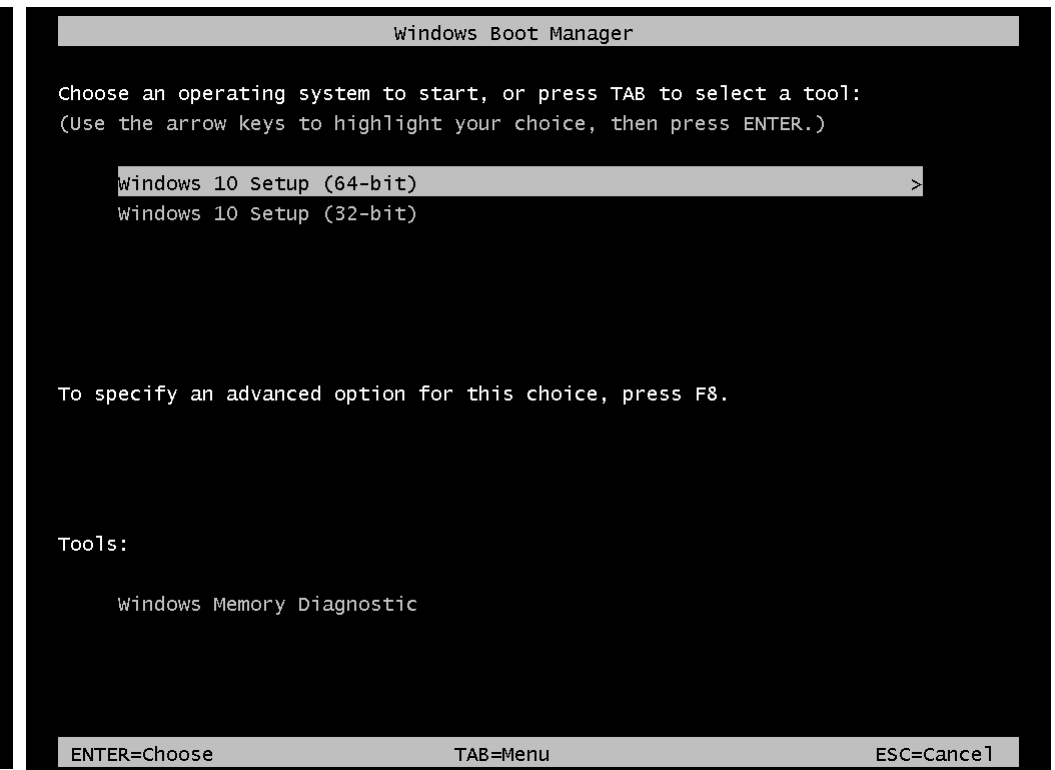 Windows Boot Manager
Choose an operating system to start, or press TAB to select a tool:
(Use the arrow keys to highlight your choice, then press ENTER.)
Windows 10 Setup (64-bit) >
Windows 10 Setup (32-bit)
To specify an advanced option for this choice, press F8.
Tools:
Windows Memory Diagnostic
ENTER=Choose TAB=Menu ESC=Cancel